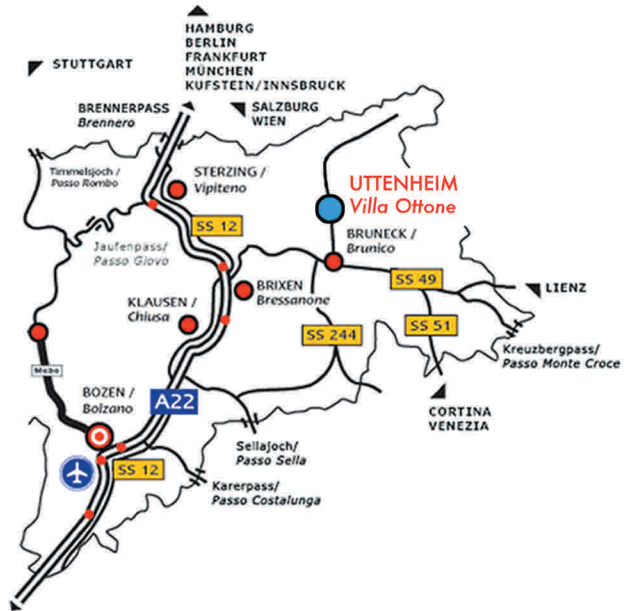 HAMBURG
BERLIN
FRANKFURT
MÜNCHEN
KUFSTEIN/INNSBRUCK
STUTTGART
BRENNERPASS
Brennero
SALZBURG
WIEN
Timmelsjoch/
Passo Rombo
STERZING /
Vipiteno
UTTENHEIM
Villa Ottone
SS 12
BRUNECK /
Brunico
Jaufenpass/
Passo Giovo
SS 49
LIENZ
BRIXEN
Bressanone
KLAUSEN /
Chiusa
SS 244
SS 51
Kreuzbergpass/
Passo Monte Croce
Mebo
BOZEN /
Bolzano
A22
CORTINA
VENEZIA
Sellajoch/
Passo Sella
SS 12
Karerpass/
Passo Costalunga